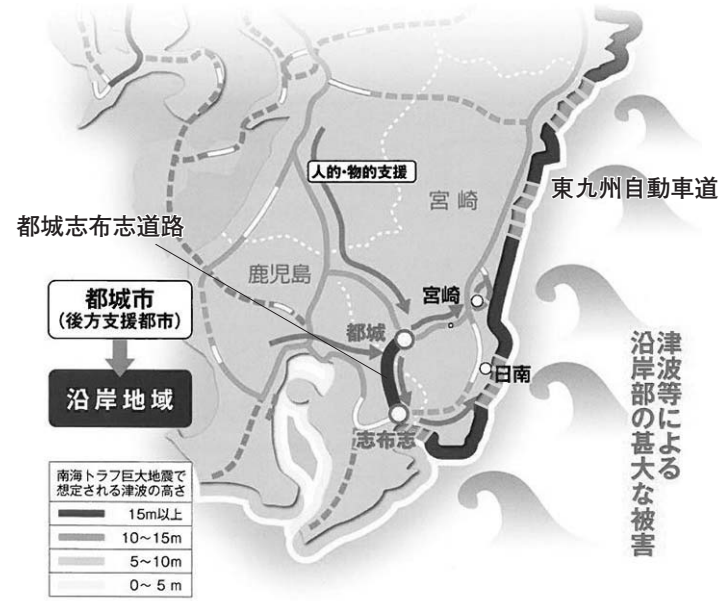 人的・物的支援
宮崎
東九州自動車道
都城志布志道路
鹿児島
都城市
(後方支援都市)
沿岸地域
宮崎
都城
日南
志布志
津波等による
沿岸部の甚大な被害
南海トラフ巨大地震で
想定される津波の高さ
15m以上
10〜15m
5〜10m
0〜5m